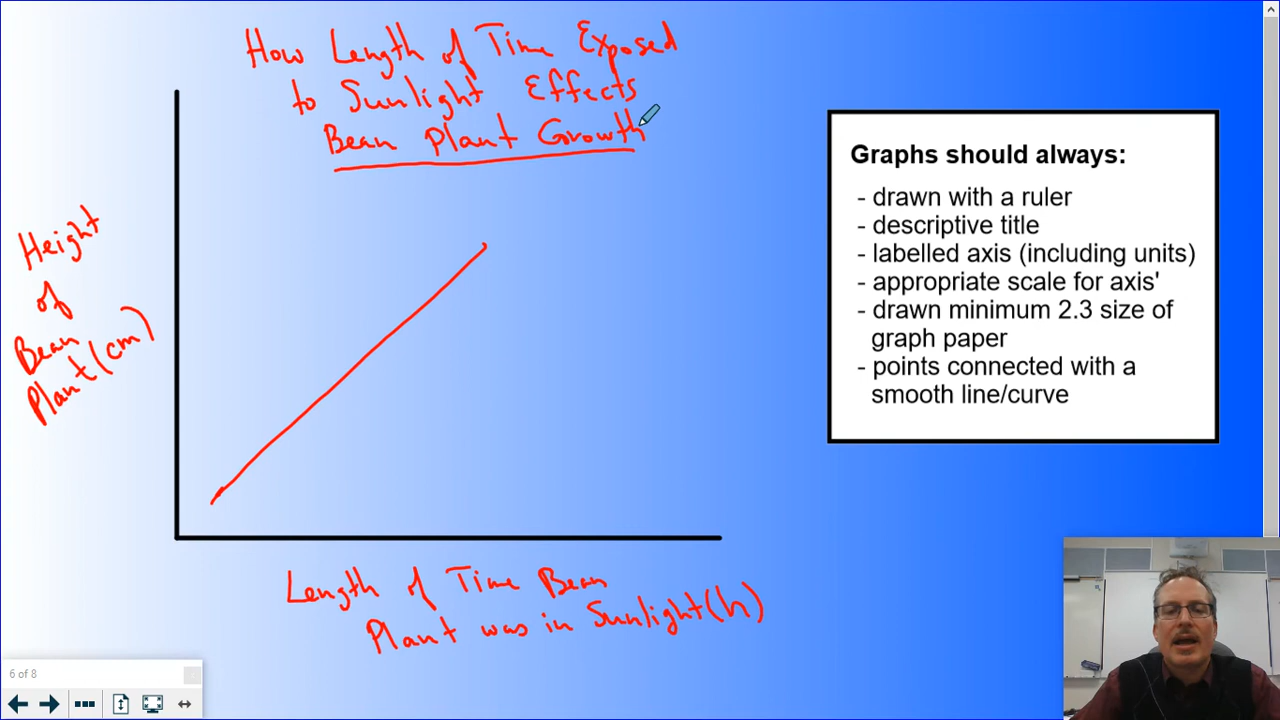 How Length of Time Exposed
to Sunlight Effects
Bean Plant Growth
Height
of
Bean
Plant (cm)
Length of Time Bean
Plant was in Sunlight (h)
Graphs should always:
- drawn with a ruler
- descriptive title
- labelled axis (including units)
- appropriate scale for axis'
- drawn minimum 2.3 size of
graph paper
- points connected with a
smooth line/curve
6 of 8